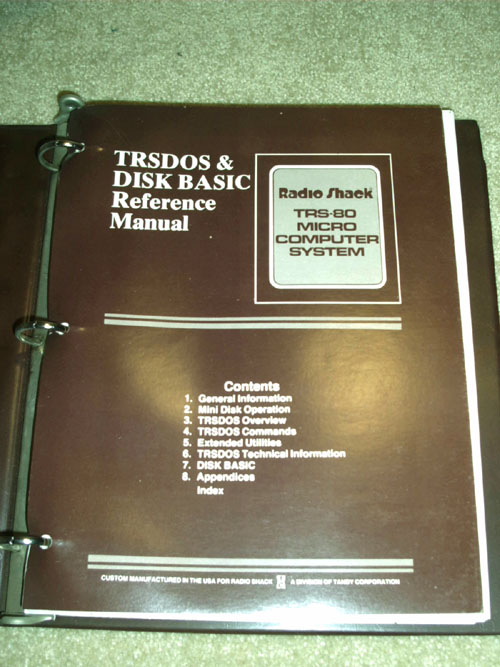 TRSDOS &
DISK BASIC
Reference
Manual
Radio Shack
TRS-80
MICRO
COMPUTER
SYSTEM
Contents
1. General Information
2. Mini Disk Operation
3. TRSDOS Overview
4. TRSDOS Commands
5. Extended Utilities
6. TRSDOS Technical Information
7. DISK BASIC
8. Appendices
Index
CUSTOM MANUFACTURED IN THE USA FOR RADIO SHACK A DIVISION OF TANDY CORPORATION